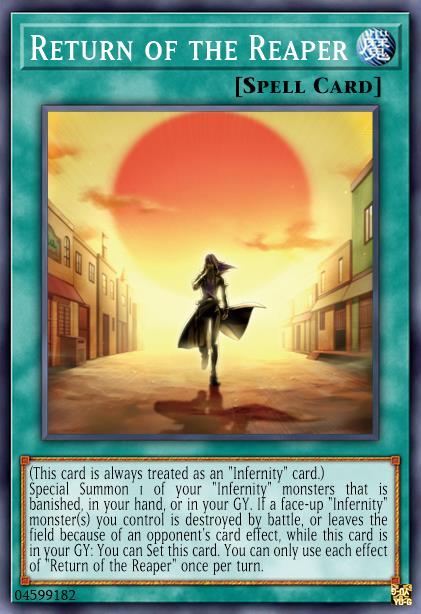 RETURN OF THE REAPER
魔
[SPELL CARD]
(This card is always treated as an "Infernity" card.)
Special Summon 1 of your "Infernity" monsters that is
banished, in your hand, or in your GY. If a face-up "Infernity"
monster(s) you control is destroyed by battle, or leaves the
field because of an opponent's card effect, while this card is
in your GY: You can Set this card. You can only use each effect
of "Return of the Reaper" once per turn.
04599182